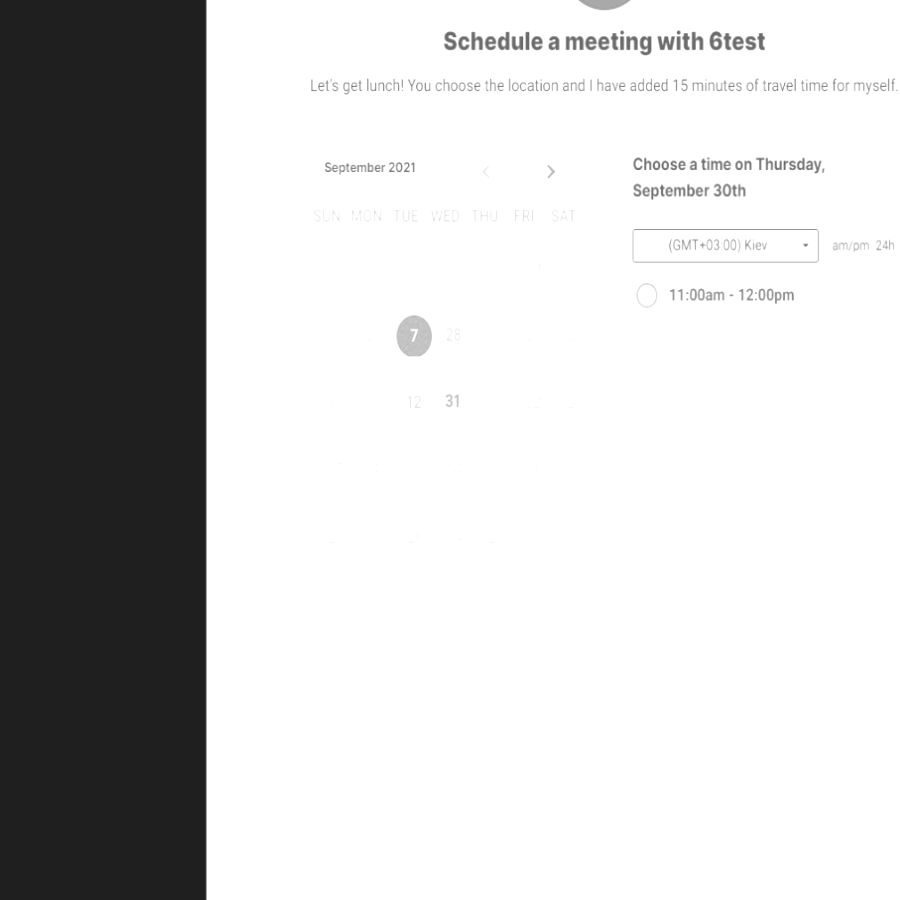 Schedule a meeting with 6test
Let's get lunch! You choose the location and I have added 15 minutes of travel time for myself.
September 2021
SUN MON TUE WED THU FRI SAT
7 28
12 31
Choose a time on Thursday,
September 30th
(GMT+03:00) Kiev
am/pm 24h
11:00am - 12:00pm